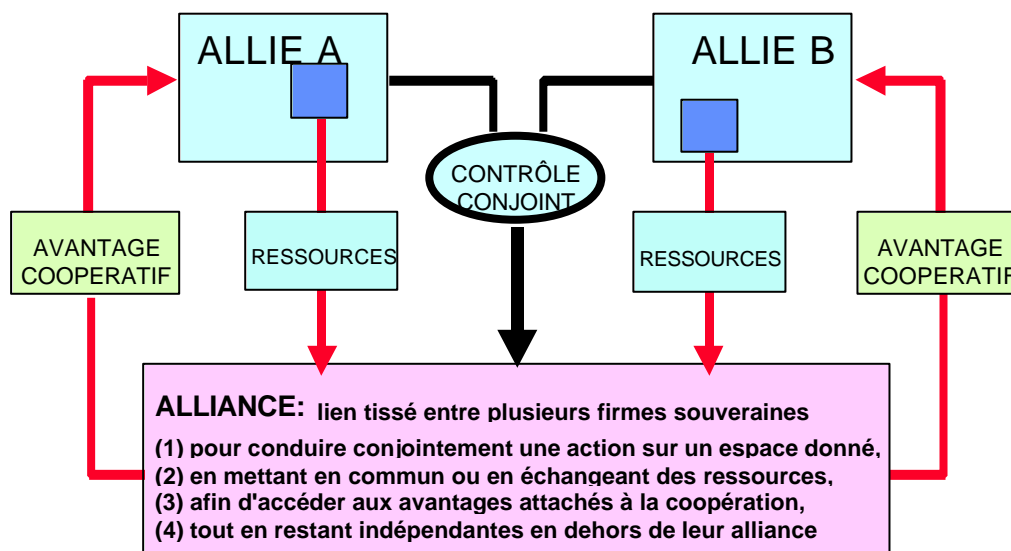 ALLIE A
ALLIE B
CONTRÔLE
CONJOINT
AVANTAGE
COOPERATIF
RESSOURCES
RESSOURCES
AVANTAGE
COOPERATIF
ALLIANCE: lien tissé entre plusieurs firmes souveraines
(1) pour conduire conjointement une action sur un espace donné,
(2) en mettant en commun ou en échangeant des ressources,
(3) afin d'accéder aux avantages attachés à la coopération,
(4) tout en restant indépendantes en dehors de leur alliance